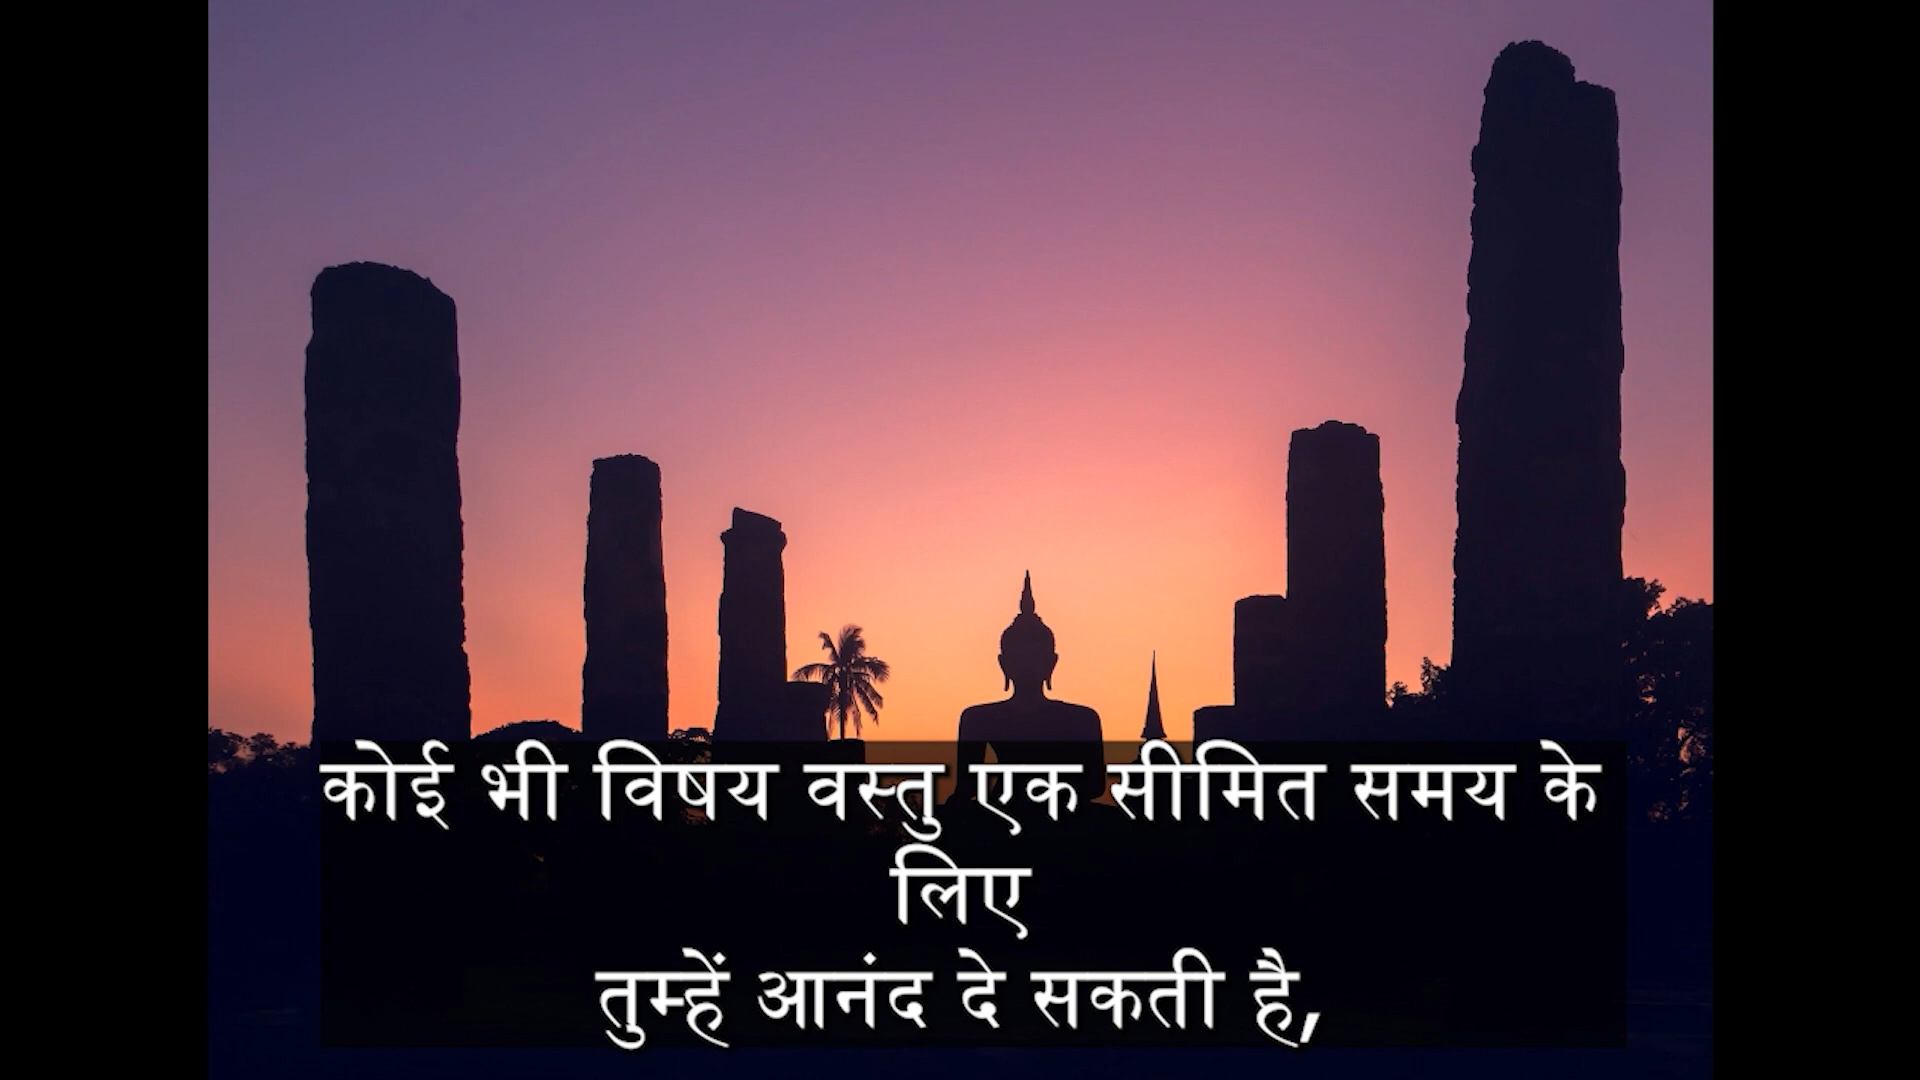 कोई भी विषय वस्तु एक सीमित समय के
लिए
तुम्हें आनंद दे सकती है,